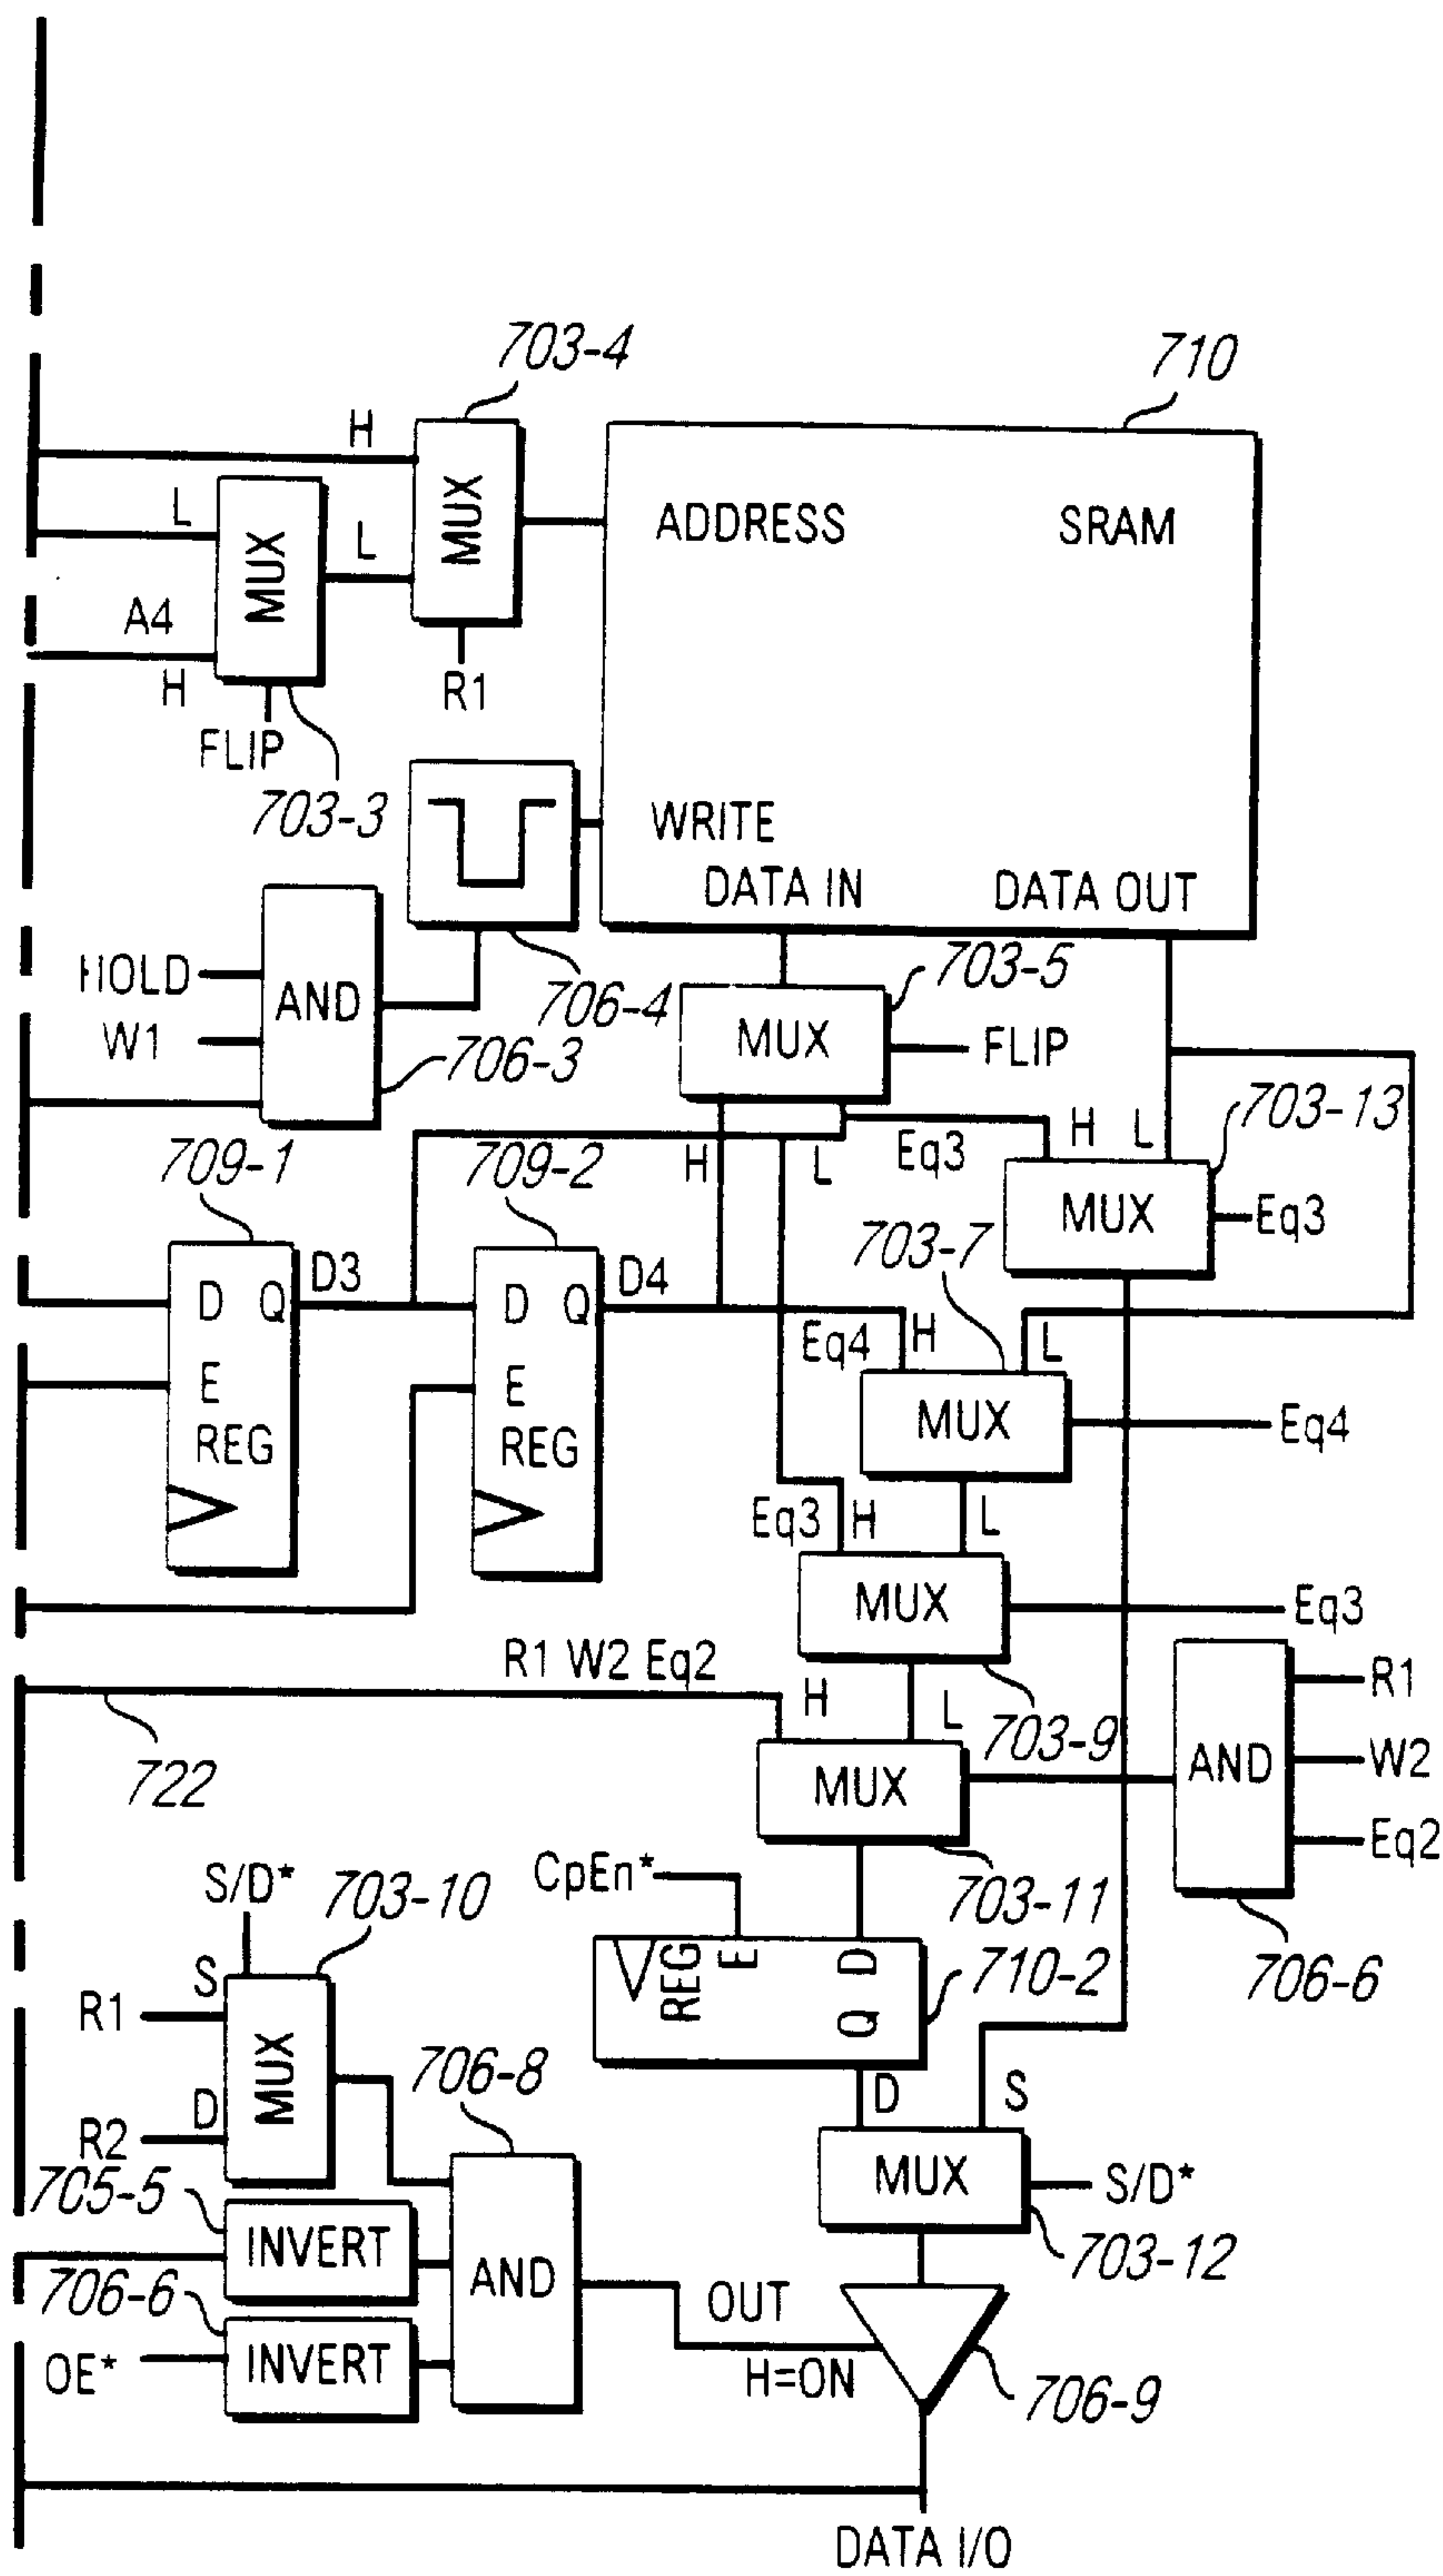 703-4
710
H
MUX
L
MUX
L
ADDRESS
SRAM
A4
H
R1
FLIP
703-3
WRITE
DATA IN
DATA OUT
703-5
HOLD
AND
706-4
MUX
FLIP
W1
706-3
703-13
H
L
709-1
709-2
H
L
Eq3
MUX
Eq3
703-7
D Q
D3
D Q
D4
Eq4
H
L
E
E
MUX
Eq4
REG
REG
Eq3
H
L
MUX
Eq3
R1 W2 Eq2
H
L
703-9
R1
722
MUX
AND
W2
Eq2
S/D*
703-10
CpEn*
703-11
S
REG
E
D
710-2
706-6
R1
MUX
Q
706-8
D
S
D
R2
MUX
S/D*
705-5
INVERT
AND
703-12
706-6
OUT
INVERT
OE*
H=ON
706-9
DATA I/O